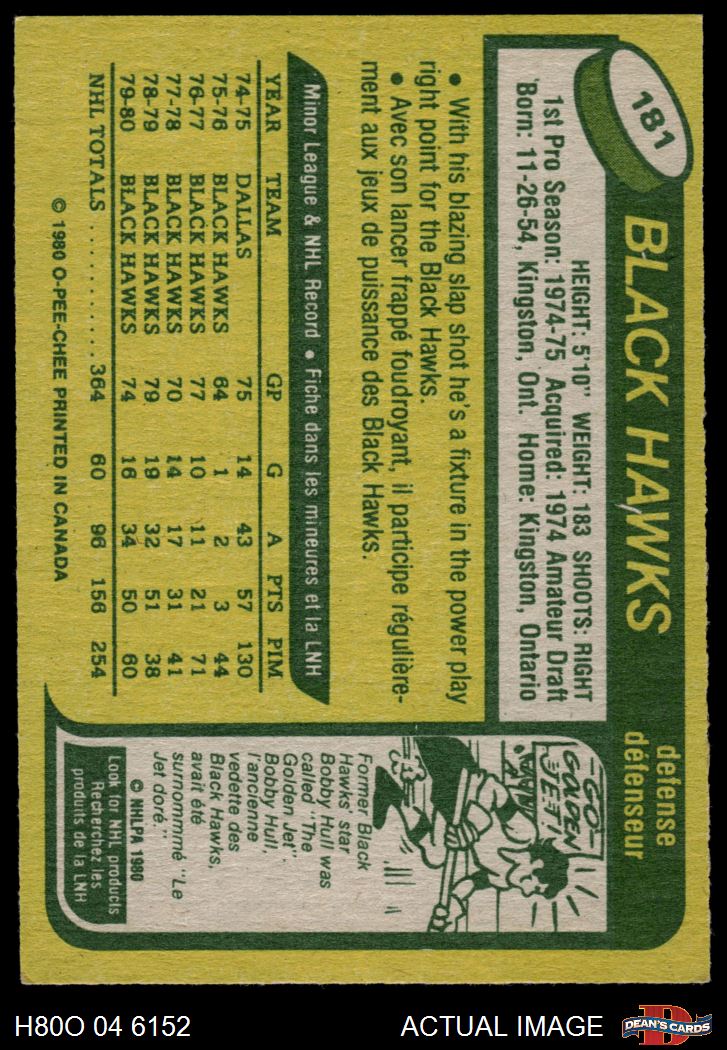 181
BLACK HAWKS
defense
défenseur
HEIGHT: 5'10" WEIGHT: 183 SHOOTS: RIGHT
1st Pro Season: 1974-75 Acquired: 1974 Amateur Draft
Born: 11-26-54, Kingston, Ont. Home: Kingston, Ontario
● With his blazing slap shot he's a fixture in the power play
right point for the Black Hawks.
● Avec son lancer frappé foudroyant, il participe régulière-
ment aux jeux de puissance des Black Hawks.
Minor League & NHL Record ● Fiche dans les mineures et la LNH
YEAR TEAM GP G A PTS PIM
74-75 DALLAS 75 14 43 57 130
75-76 BLACK HAWKS 64 1 2 3 44
76-77 BLACK HAWKS 77 10 11 21 71
77-78 BLACK HAWKS 70 14 17 31 41
78-79 BLACK HAWKS 79 19 32 51 38
79-80 BLACK HAWKS 74 16 34 50 60
NHL TOTALS ............ 364 60 96 156 254
© 1980 O-PEE-CHEE PRINTED IN CANADA
-GO-
GOLDEN
JET!
Former Black
Hawks' star
Bobby Hull was
called "The
Golden Jet".
Bobby Hull,
l'ancienne
vedette des
Black Hawks,
avait été
surnommmé "Le
Jet doré."
© NHLPA 1980
Look for NHL products
Recherchez les
produits de la LNH
H80O 04 6152
ACTUAL IMAGE
D
DEAN'S CARDS